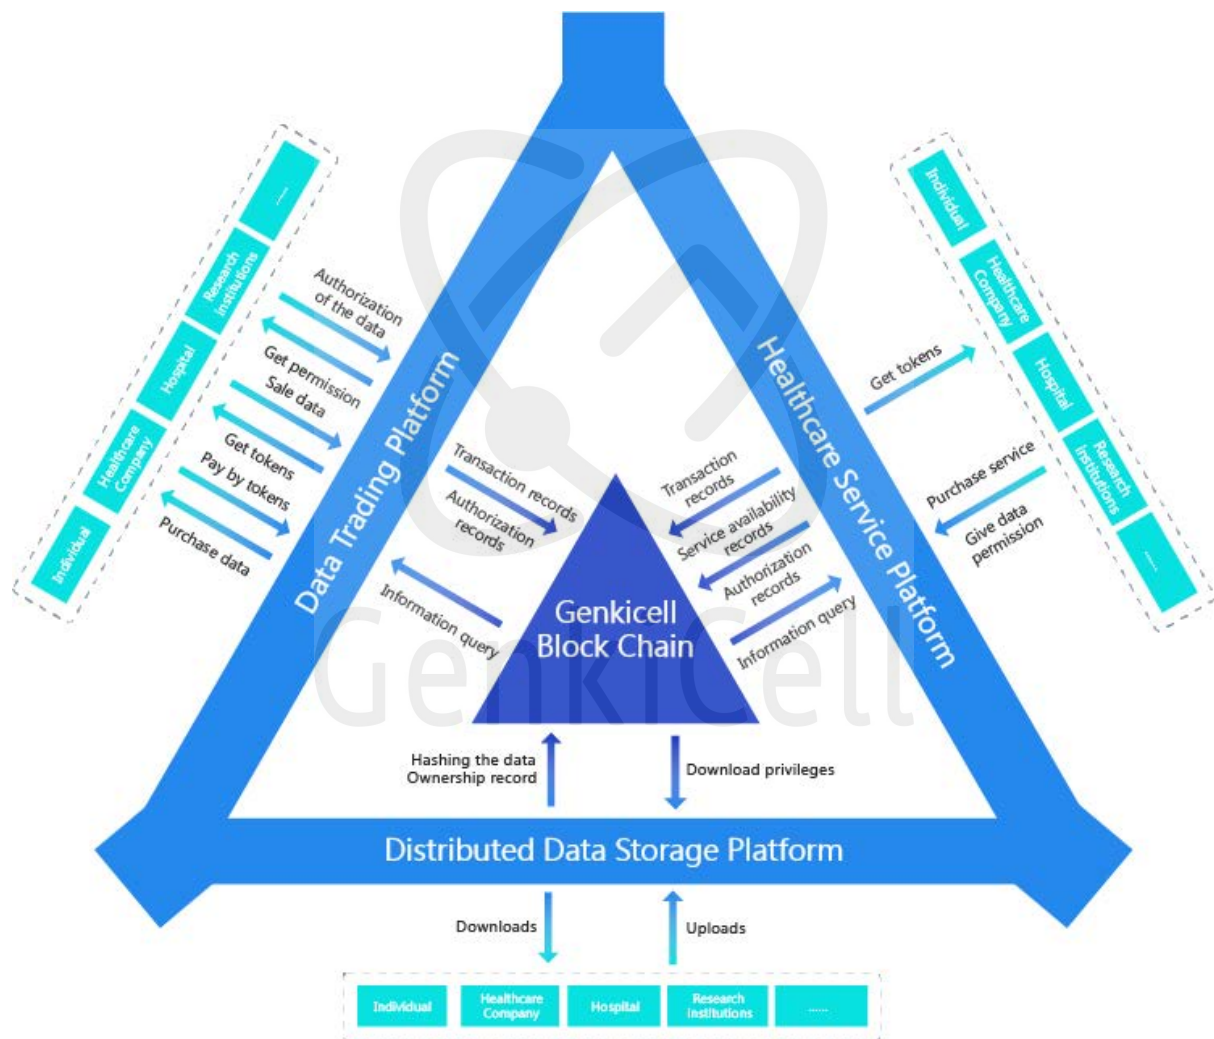 ......
Research
Institutions
Hospital
Healthcare
Company
Individual
Authorization
of the data
Get permission
Sale data
Get tokens
Pay by tokens
Purchase data
Data Trading Platform
Transaction records
Authorization
records
Information query
Genkicell
Block Chain
Transaction
records
Service availability
records
Authorization
records
Information query
Healthcare Service Platform
Get tokens
Purchase service
Give data
permission
Individual
Healthcare
Company
Hospital
Research
Institutions
......
GenkiCell
Hashing the data
Ownership record
Download privileges
Distributed Data Storage Platform
Downloads
Uploads
Individual
Healthcare
Company
Hospital
Research
Institutions
......